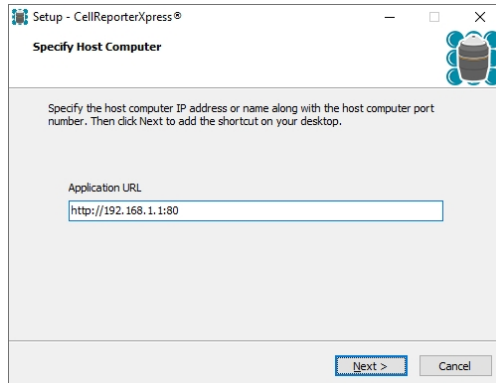 Setup - CellReporterXpress®
Specify Host Computer
Specify the host computer IP address or name along with the host computer port
number. Then click Next to add the shortcut on your desktop.
Application URL
http://192.168.1.1:80
Next >
Cancel